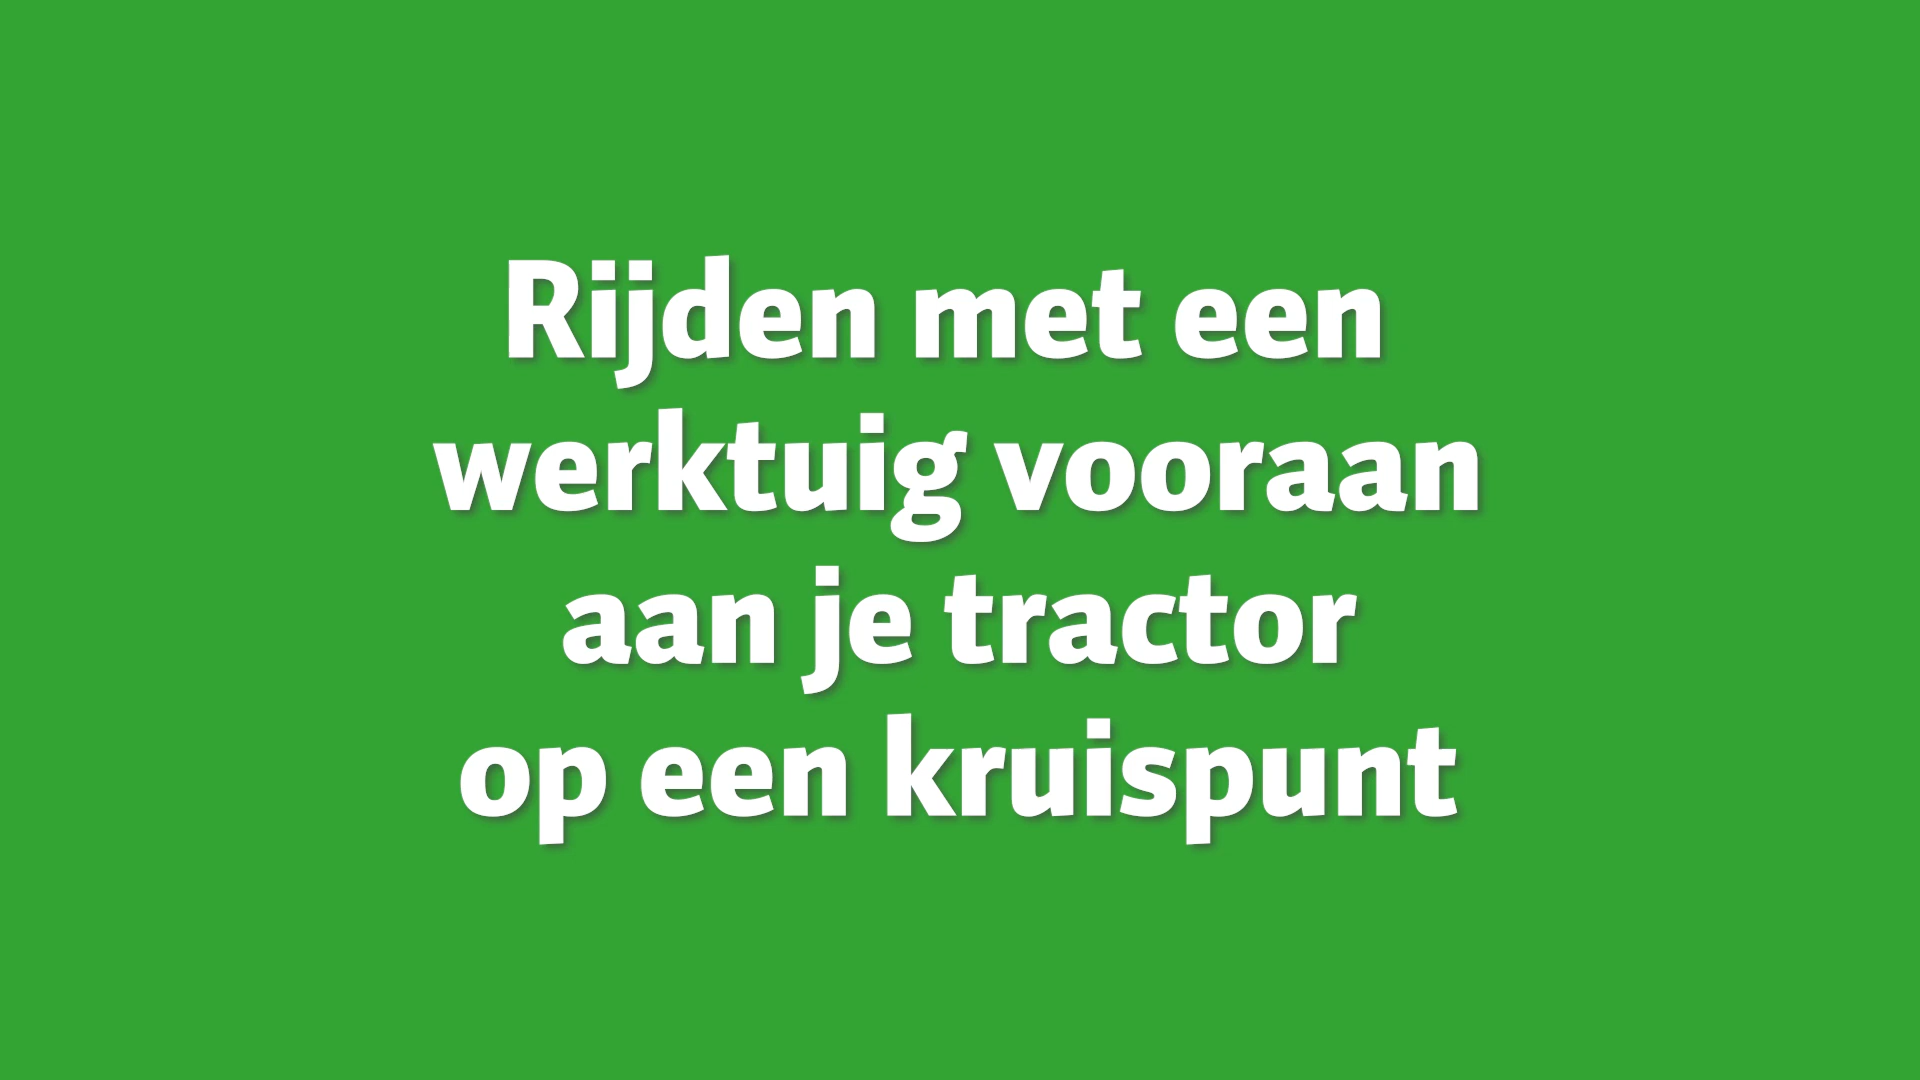 Rijden met een
werktuig vooraan
aan je tractor
op een kruispunt